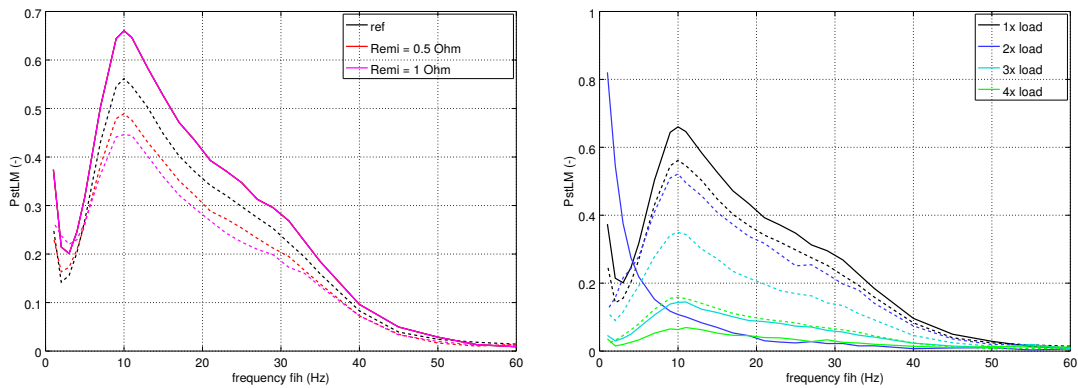 0.7
0.6
0.5
0.4
0.3
0.2
0.1
0
PstLM (-)
ref
Remi = 0.5 Ohm
Remi = 1 Ohm
0 10 20 30 40 50 60
frequency fih (Hz)
1
0.8
0.6
0.4
0.2
0
PstLM (-)
1x load
2x load
3x load
4x load
0 10 20 30 40 50 60
frequency fih (Hz)